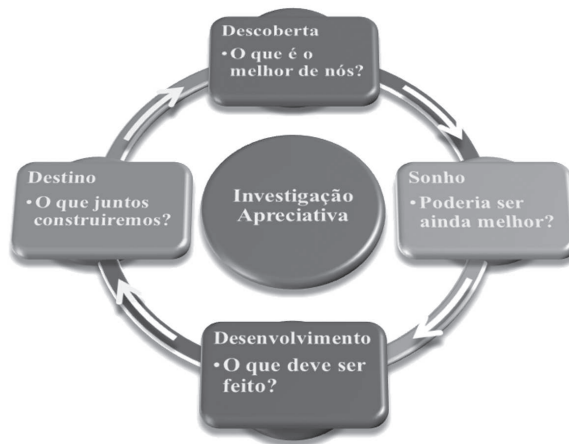 Descoberta
• O que é o
melhor de nós?
Destino
• O que juntos
construiremos?
Investigação
Apreciativa
Sonho
• Poderia ser
ainda melhor?
Desenvolvimento
• O que deve ser
feito?